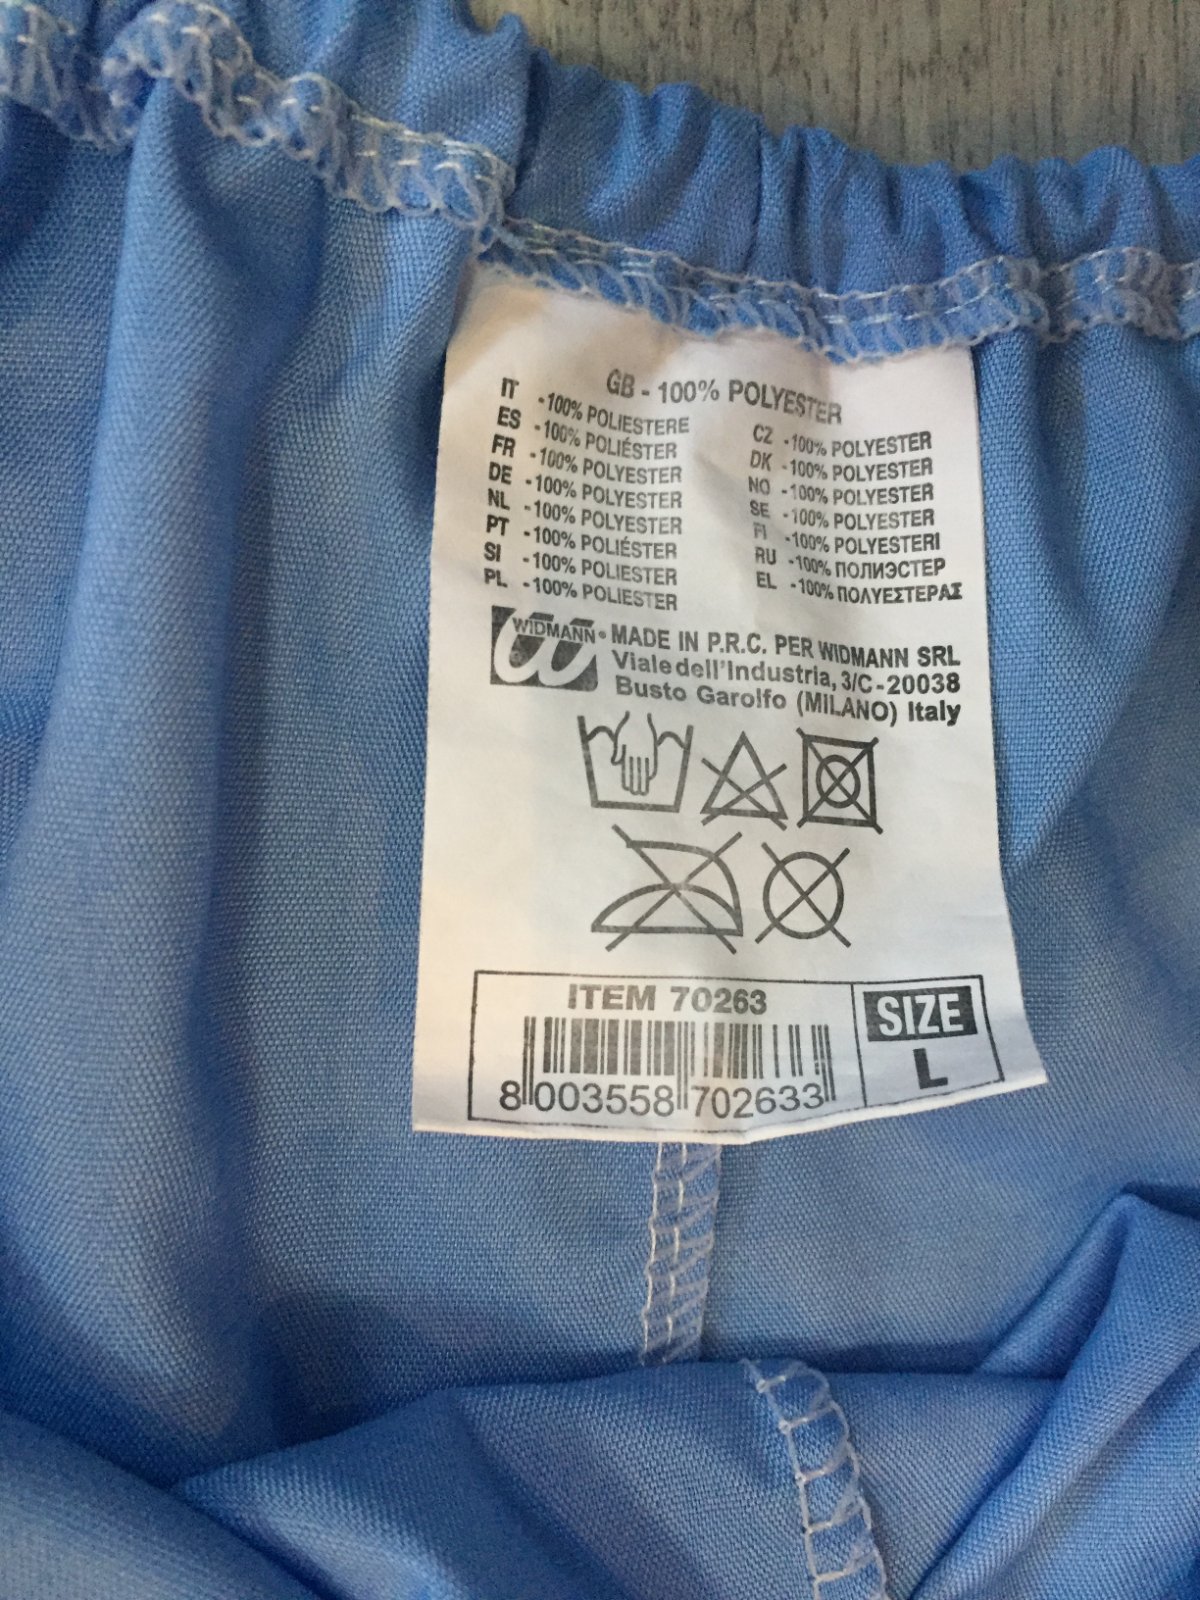 GB - 100% POLYESTER
IT - 100% POLIESTERE
ES - 100% POLIÉSTER
FR - 100% POLYESTER
DE - 100% POLYESTER
NL - 100% POLYESTER
PT - 100% POLIÉSTER
SI - 100% POLIESTER
PL - 100% POLIESTER
CZ - 100% POLYESTER
DK - 100% POLYESTER
NO - 100% POLYESTER
SE - 100% POLYESTER
FI - 100% POLYESTERI
RU - 100% ПОЛИЭСТЕР
EL - 100% ΠΟΛΥΕΣΤΕΡΑΣ
WIDMANN® MADE IN P.R.C. PER WIDMANN SRL
Viale dell'Industria, 3/C - 20038
Busto Garolfo (MILANO) Italy
ITEM 70263
8 003558 702633
SIZE
L